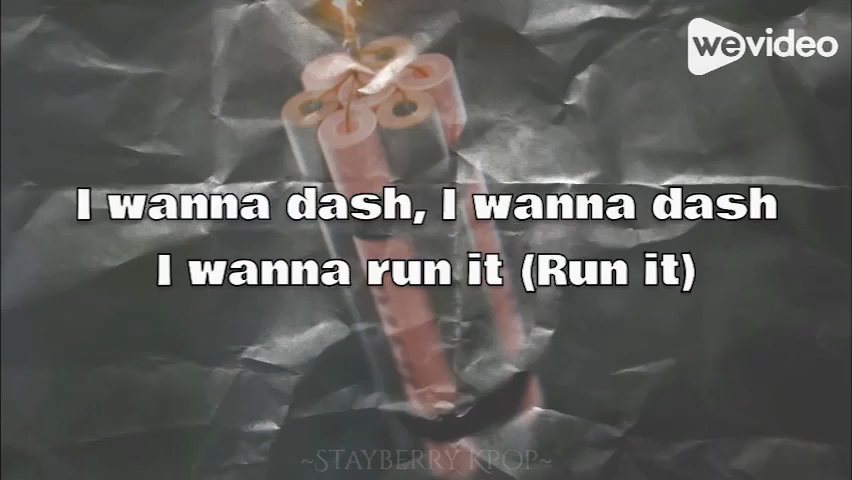 wevideo
I wanna dash, I wanna dash
I wanna run it (Run it)
~STAYBERRY KPOP~